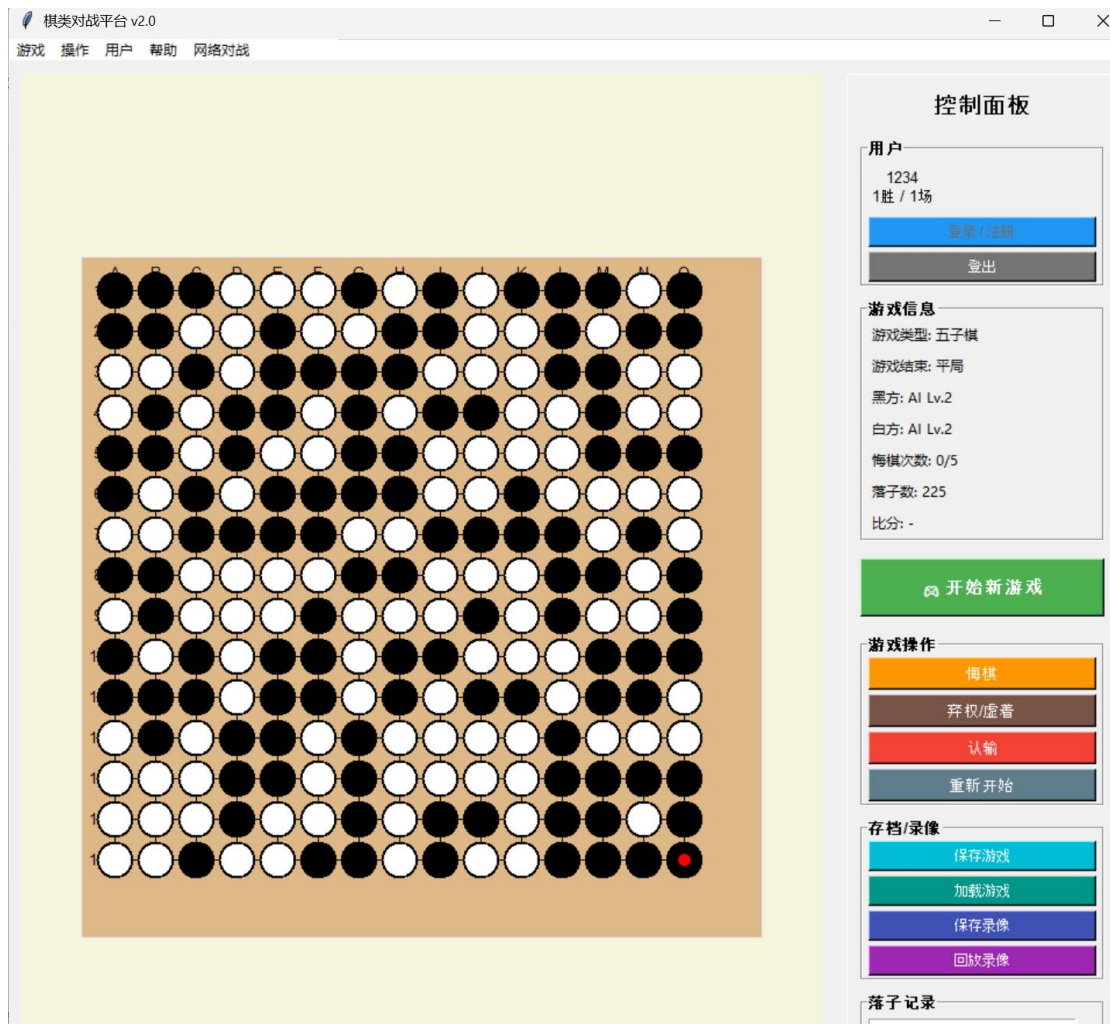 棋类对战平台 v2.0
游戏 操作 用户 帮助 网络对战
控制面板
用户
1234
1胜 / 1场
登录 / 注册
登出
游戏信息
游戏类型: 五子棋
游戏结束: 平局
黑方: AI Lv.2
白方: AI Lv.2
悔棋次数: 0/5
落子数: 225
比分: -
开始新游戏
游戏操作
悔棋
弃权/虚着
认输
重新开始
存档/录像
保存游戏
加载游戏
保存录像
回放录像
落子记录